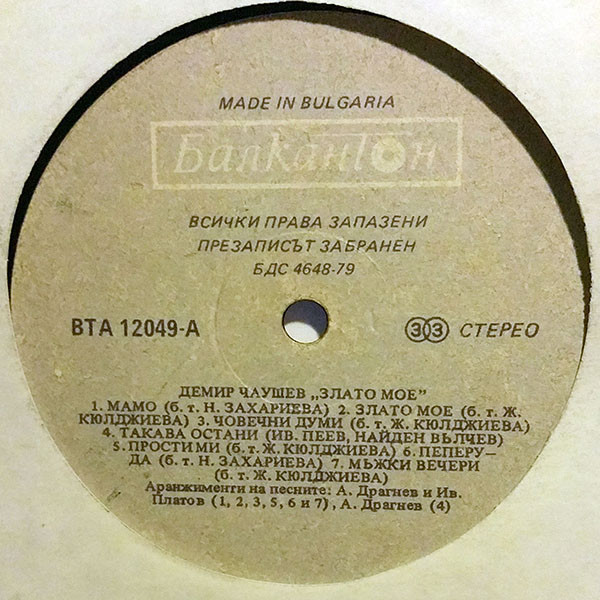 MADE IN BULGARIA
Балкантон
ВСИЧКИ ПРАВА ЗАПАЗЕНИ
ПРЕЗАПИСЪТ ЗАБРАНЕН
БДС 4648-79
ВТА 12049-А
33 СТЕРЕО
ДЕМИР ЧАУШЕВ „ЗЛАТО МОЕ”
1. МАМО (б. т. Н. ЗАХАРИЕВА) 2. ЗЛАТО МОЕ (б. т. Ж.
КЮЛДЖИЕВА) 3. ЧОВЕЧНИ ДУМИ (б. т. Ж. КЮЛДЖИЕВА)
4. ТАКАВА ОСТАНИ (ИВ. ПЕЕВ, НАЙДЕН ВЪЛЧЕВ)
5. ПРОСТИ МИ (б. т. Ж. КЮЛДЖИЕВА) 6. ПЕПЕРУ—
ДА (б. т. Н. ЗАХАРИЕВА) 7. МЪЖКИ ВЕЧЕРИ
(б. т. Ж. КЮЛДЖИЕВА)
Аранжименти на песните: А. Драгнев и Ив.
Платов (1, 2, 3, 5, 6 и 7), А. Драгнев (4)